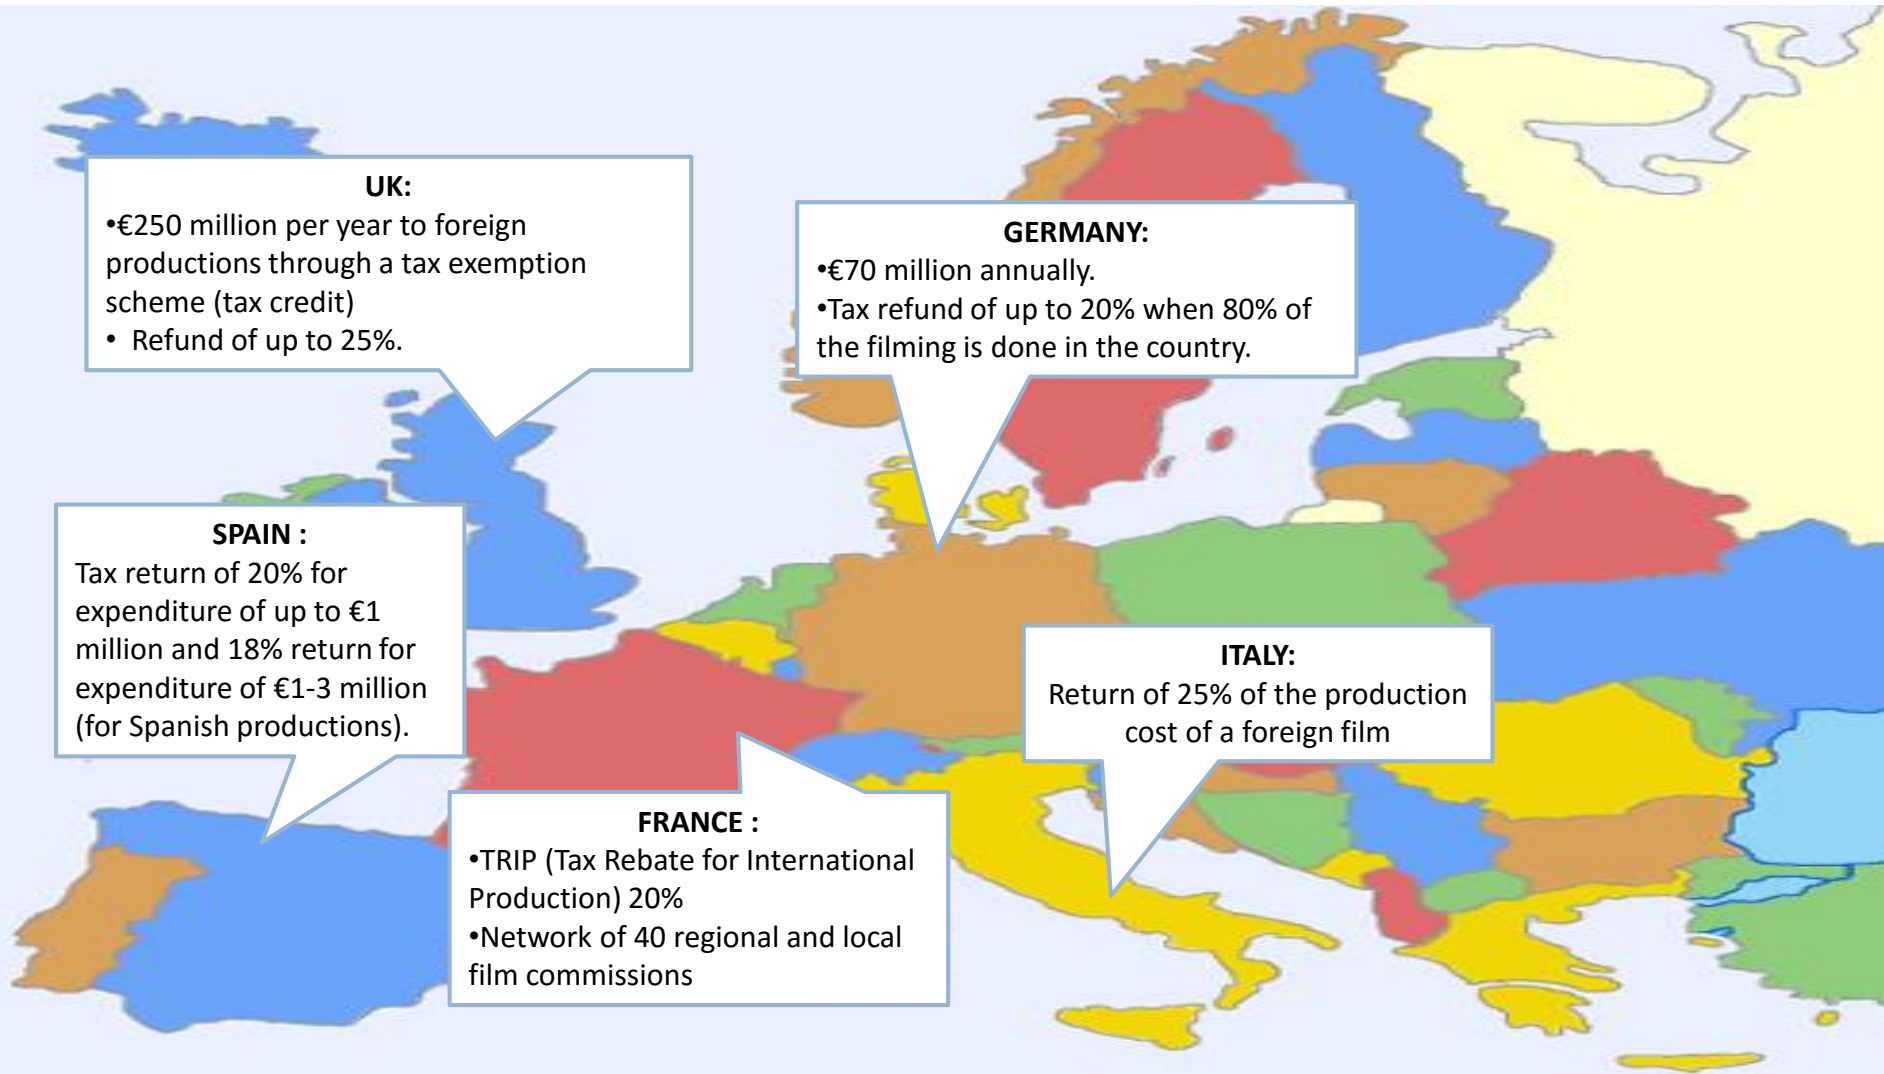 UK:
•€250 million per year to foreign
productions through a tax exemption
scheme (tax credit)
• Refund of up to 25%.
GERMANY:
•€70 million annually.
•Tax refund of up to 20% when 80% of
the filming is done in the country.
SPAIN :
Tax return of 20% for
expenditure of up to €1
million and 18% return for
expenditure of €1-3 million
(for Spanish productions).
ITALY:
Return of 25% of the production
cost of a foreign film
FRANCE :
•TRIP (Tax Rebate for International
Production) 20%
•Network of 40 regional and local
film commissions